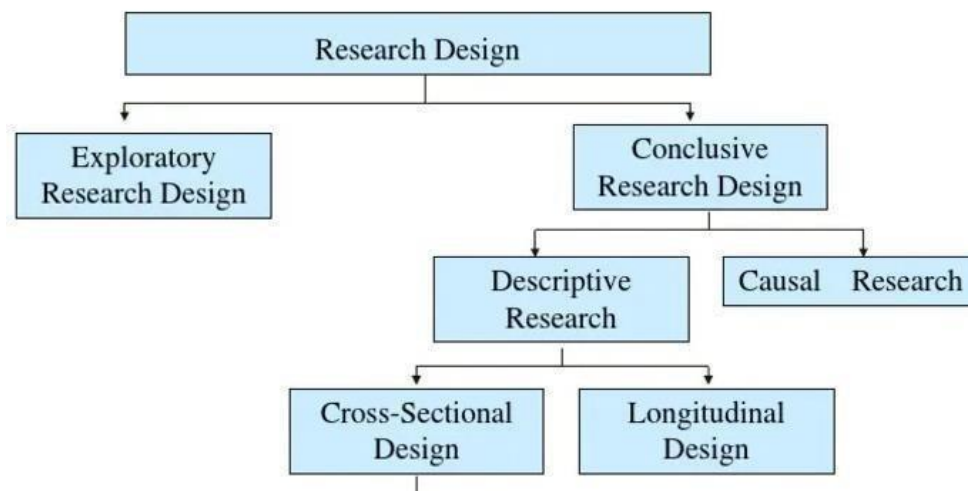 Research Design
Exploratory
Research Design
Conclusive
Research Design
Descriptive
Research
Causal Research
Cross-Sectional
Design
Longitudinal
Design